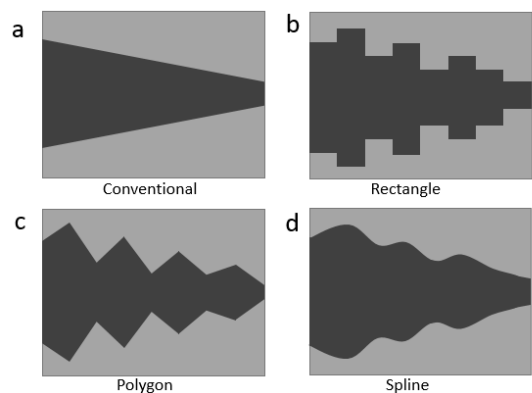 a
b
Conventional
Rectangle
c
d
Polygon
Spline